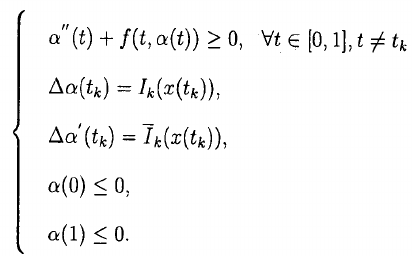 α''(t) + f(t, α(t)) ≥ 0, ∀t ∈ [0, 1], t ≠ t_k
Δα(t_k) = I_k(x(t_k)),
Δα'(t_k) = Ī_k(x(t_k)),
α(0) ≤ 0,
α(1) ≤ 0.